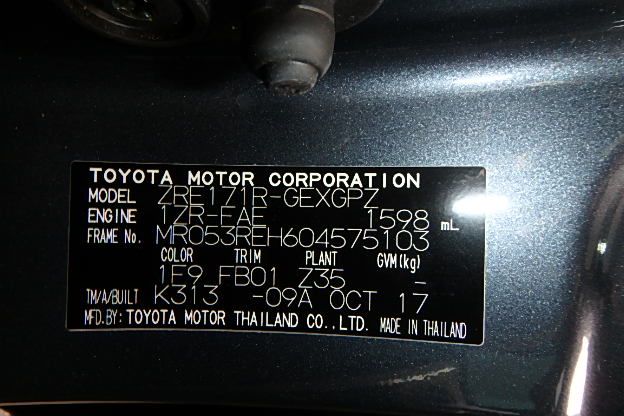 TOYOTA MOTOR CORPORATION
MODEL ZRE171R-GEXGPZ
ENGINE 1ZR-FAE 1598 mL
FRAME No. MR053REH604575103
COLOR TRIM PLANT GVM(kg)
1F9 FB01 Z35 -
TM/A/BUILT K313 -09A OCT 17
MFD.BY: TOYOTA MOTOR THAILAND CO.,LTD. MADE IN THAILAND